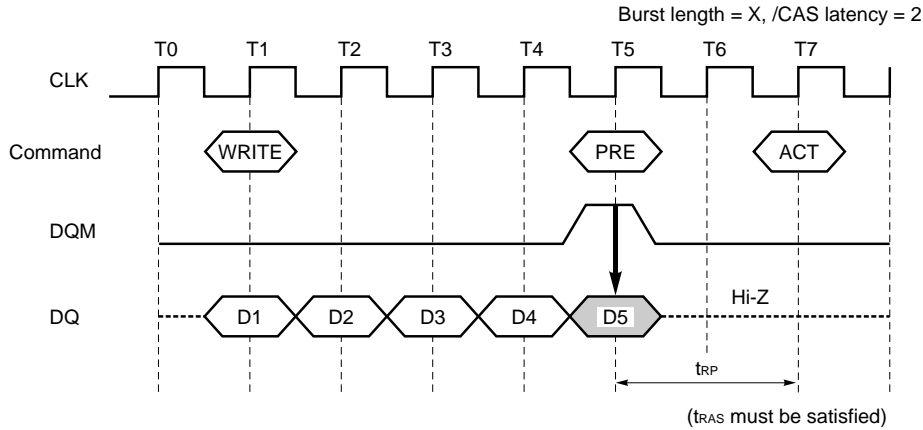 Burst length = X, /CAS latency = 2
T0 T1 T2 T3 T4 T5 T6 T7
CLK
Command WRITE PRE ACT
DQM
DQ D1 D2 D3 D4 D5 Hi-Z
tRP
(tRAS must be satisfied)